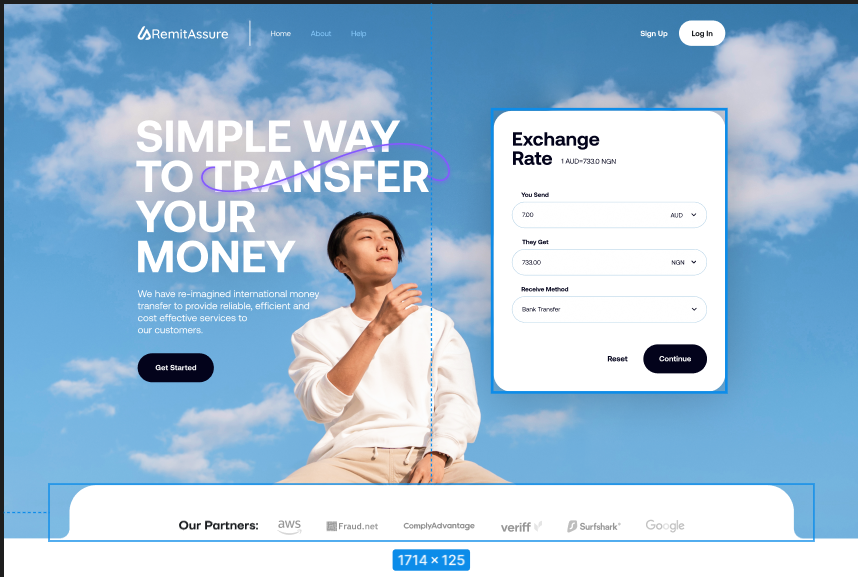 RemitAssure
Home About Help
Sign Up Log In
SIMPLE WAY
TO TRANSFER
YOUR
MONEY
We have re-imagined international money
transfer to provide reliable, efficient and
cost effective services to
our customers.
Get Started
Exchange
Rate 1 AUD=733.0 NGN
You Send
7.00 AUD
They Get
733.00 NGN
Receive Method
Bank Transfer
Reset Continue
Our Partners: aws Fraud.net ComplyAdvantage veriff Surfshark® Google
1714 × 125